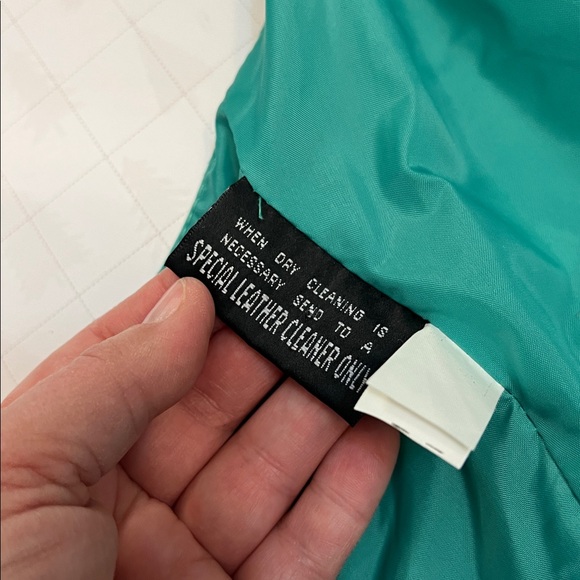 WHEN DRY CLEANING IS
NECESSARY SEND TO A
SPECIAL LEATHER CLEANER ONLY